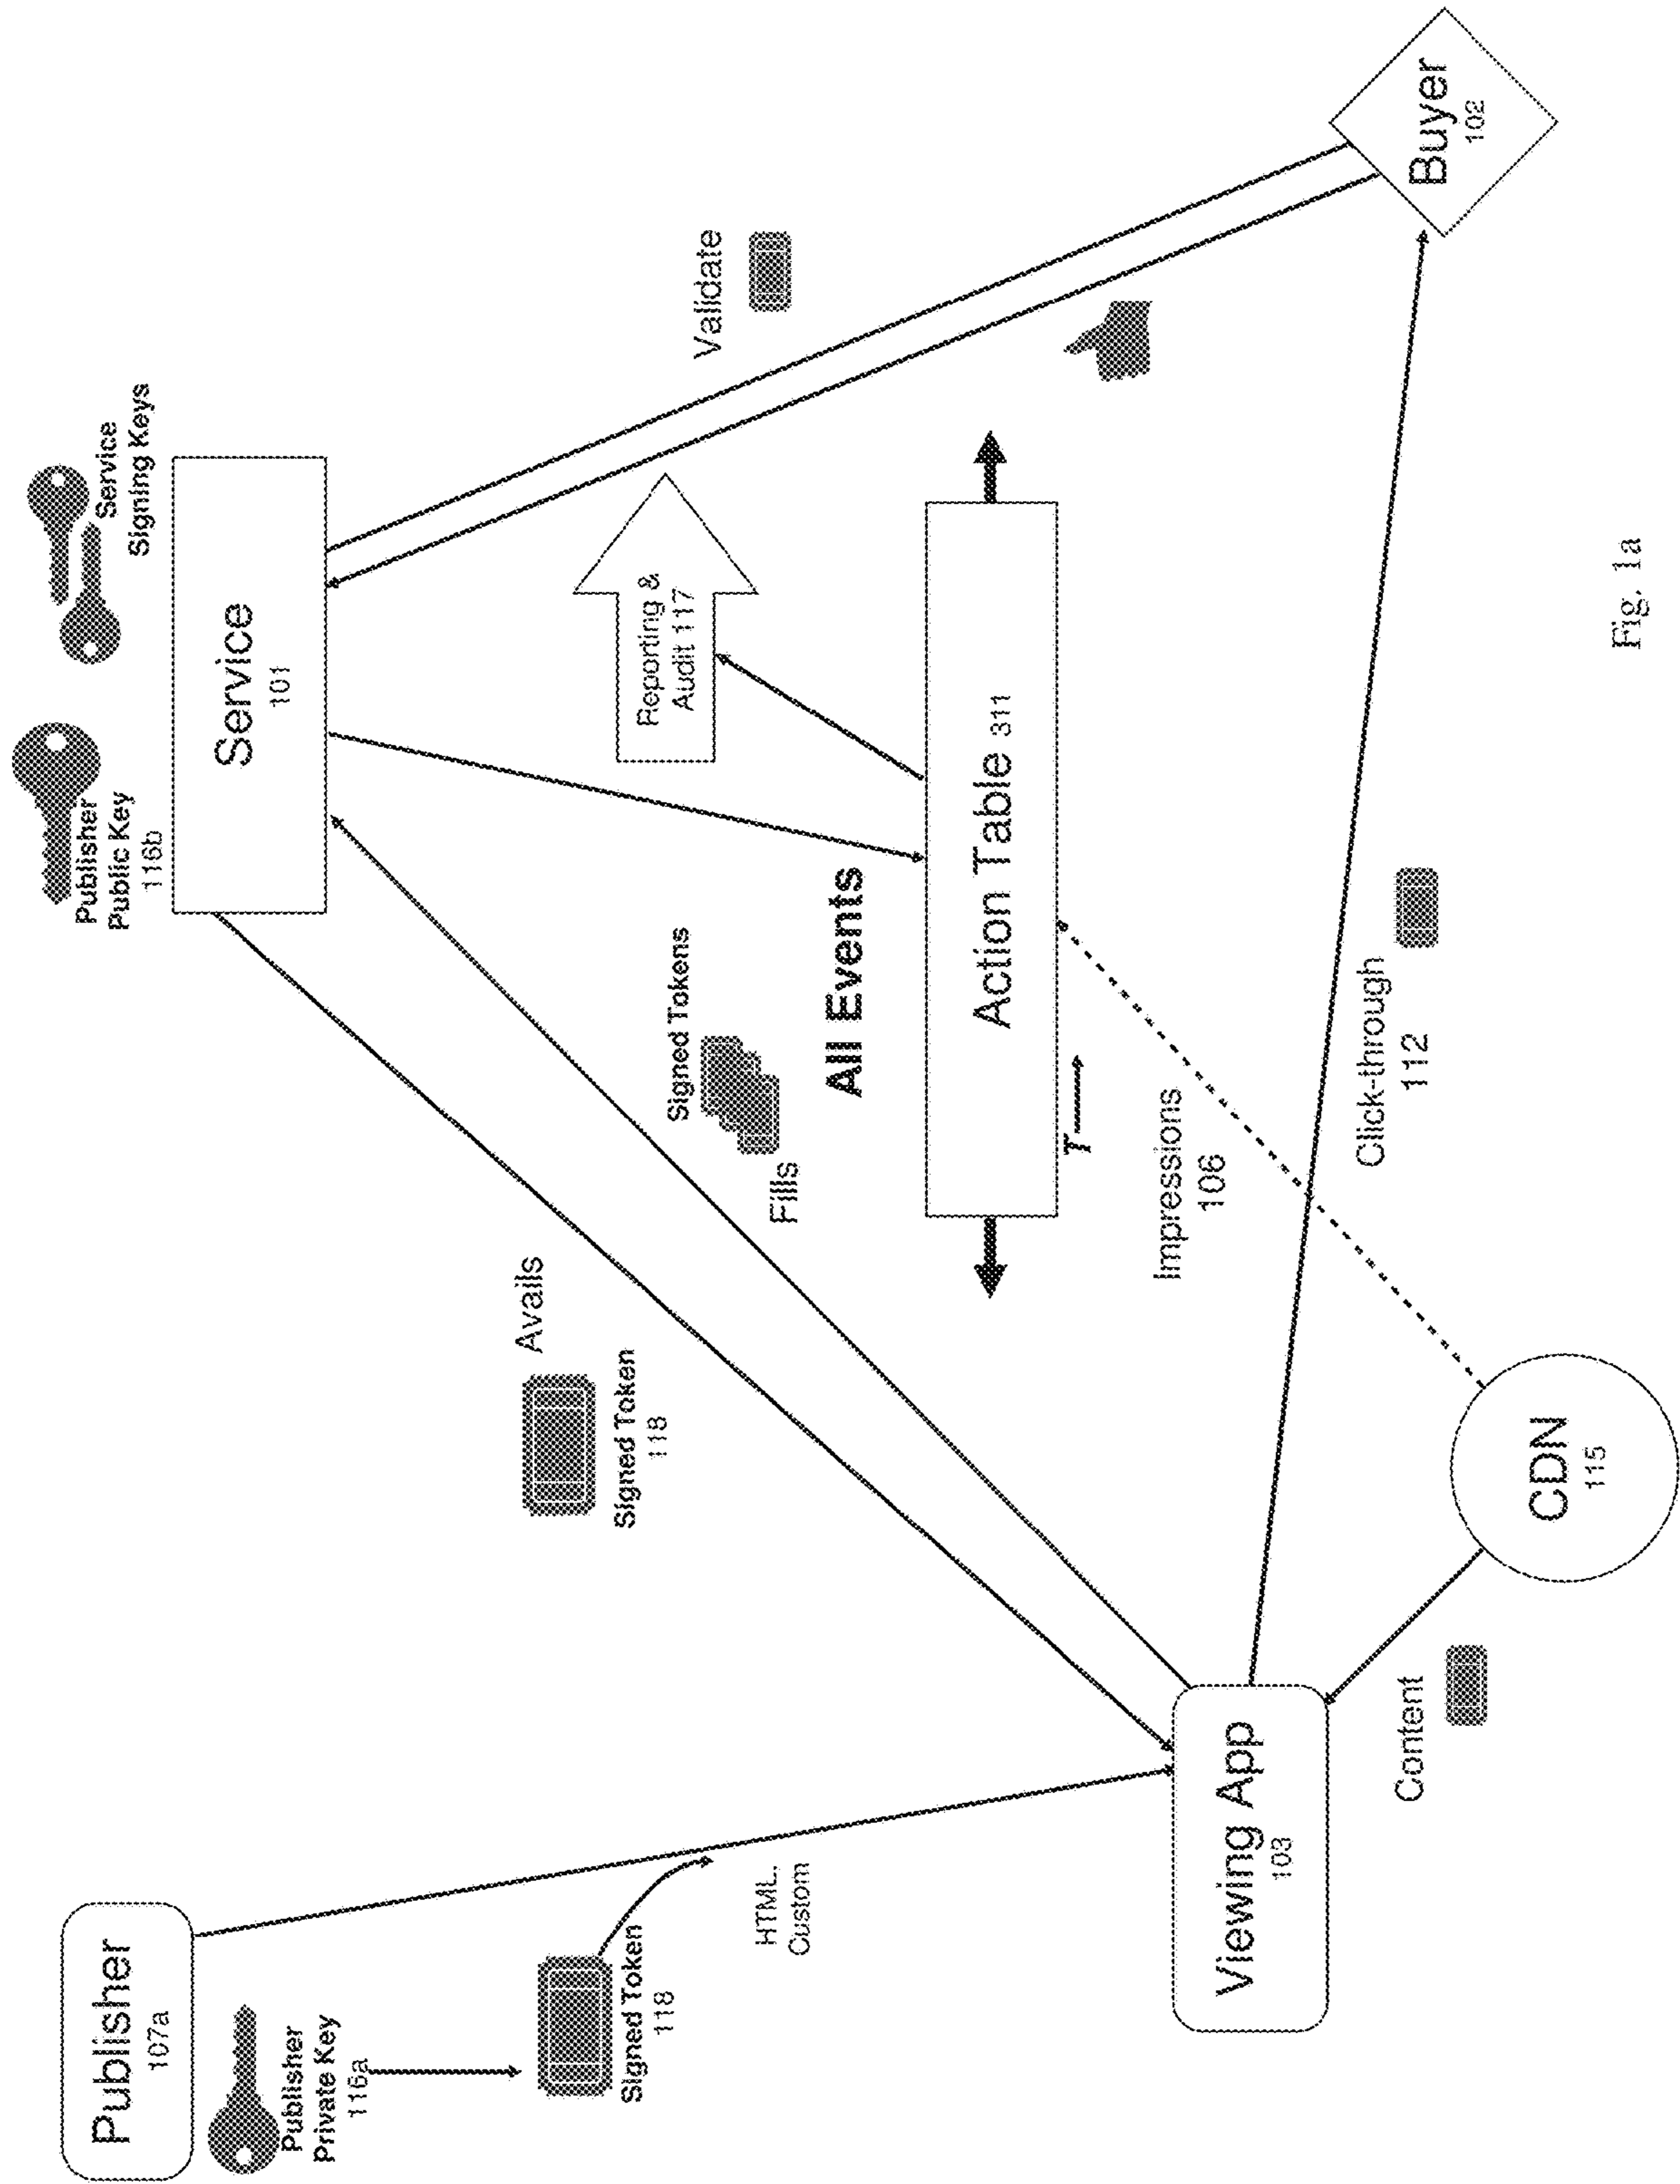 Publisher
107a
Publisher
Private Key
116a
Signed Token
118
HTML,
Custom
Publisher
Public Key
116b
Service
Signing Keys
Service
101
Avails
Signed Token
118
Signed Tokens
Fills
All Events
Reporting &
Audit 117
Validate
Action Table 311
T
Impressions
106
Viewing App
103
Content
CDN
115
Click-through
112
Buyer
102
Fig. 1a